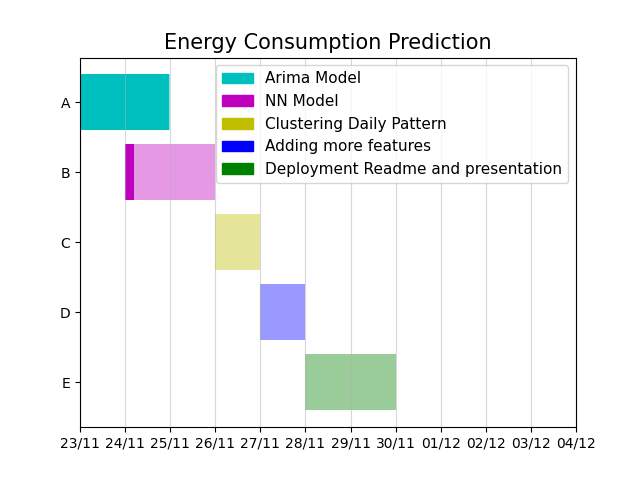 Energy Consumption Prediction
Arima Model
NN Model
Clustering Daily Pattern
Adding more features
Deployment Readme and presentation
A
B
C
D
E
23/11 24/11 25/11 26/11 27/11 28/11 29/11 30/11 01/12 02/12 03/12 04/12